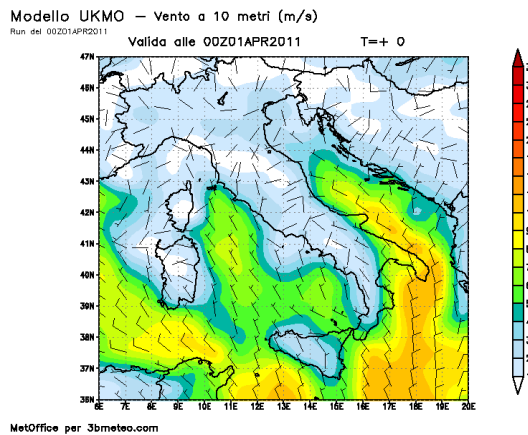 Modello UKMO – Vento a 10 metri (m/s)
Run del 00Z01APR2011
Valida alle 00Z01APR2011 T=+ 0
47N
46N
45N
44N
43N
42N
41N
40N
39N
38N
37N
36N
6E 7E 8E 9E 10E 11E 12E 13E 14E 15E 16E 17E 18E 19E 20E
MetOffice per 3bmeteo.com